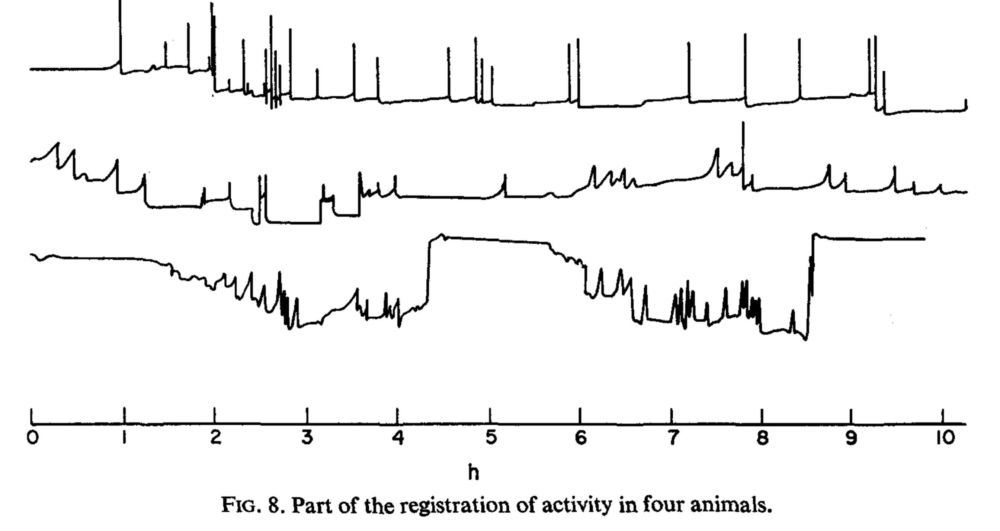 0 1 2 3 4 5 6 7 8 9 10
h
FIG. 8. Part of the registration of activity in four animals.